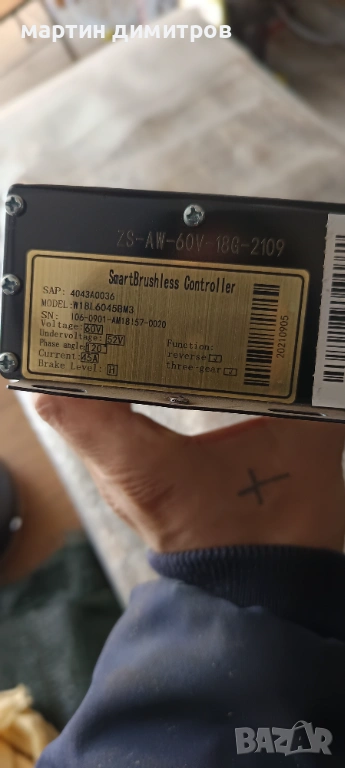 мартин димитров
ZS-AW-60V-18G-2109
SmartBrushless Controller
SAP: 4043A0036
MODEL: W18L6045BM3
SN: 106-0901-AM18157-0020
Voltage: 60V
Undervoltage: 52V
Phase angle: 120
Current: 45A
Brake Level: H
Function:
reverse
three-gear
20210905
BAZAR